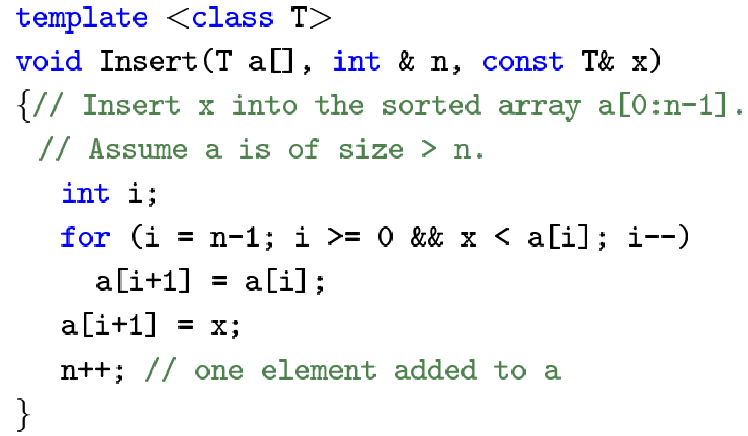 template <class T>
void Insert(T a[], int & n, const T& x)
{// Insert x into the sorted array a[0:n-1].
// Assume a is of size > n.
int i;
for (i = n-1; i >= 0 && x < a[i]; i--)
a[i+1] = a[i];
a[i+1] = x;
n++; // one element added to a
}